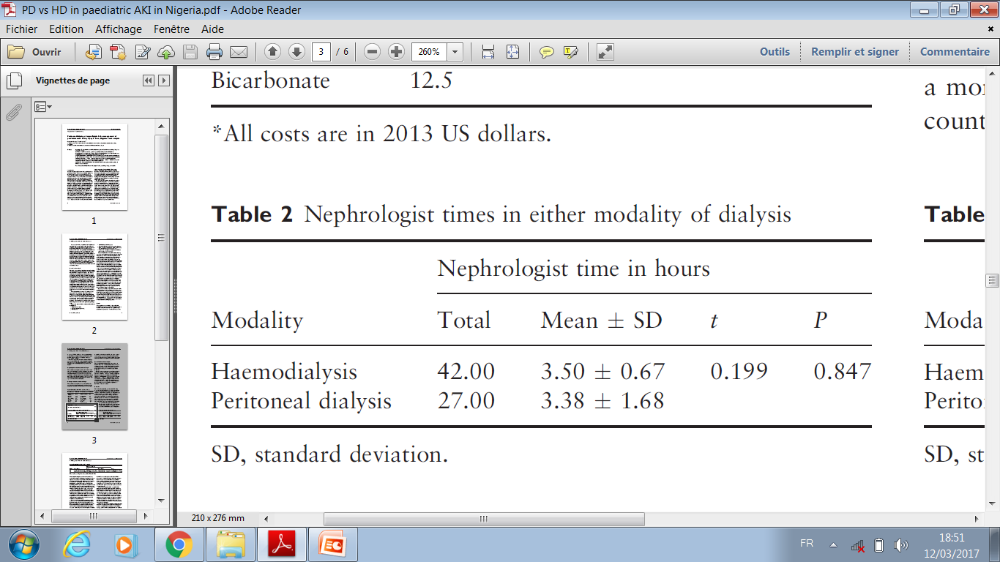 PD vs HD in paediatric AKI in Nigeria.pdf - Adobe Reader
Fichier Edition Affichage Fenêtre Aide
Ouvrir 3 / 6 260% Outils Remplir et signer Commentaire
Vignettes de page
1
2
3
Bicarbonate 12.5
*All costs are in 2013 US dollars.
Table 2 Nephrologist times in either modality of dialysis
Nephrologist time in hours
Modality Total Mean ± SD t P
Haemodialysis 42.00 3.50 ± 0.67 0.199 0.847
Peritoneal dialysis 27.00 3.38 ± 1.68
SD, standard deviation.
a mo
count
Table
Moda
Haem
Perito
SD, st
210 x 276 mm
FR
18:51
12/03/2017